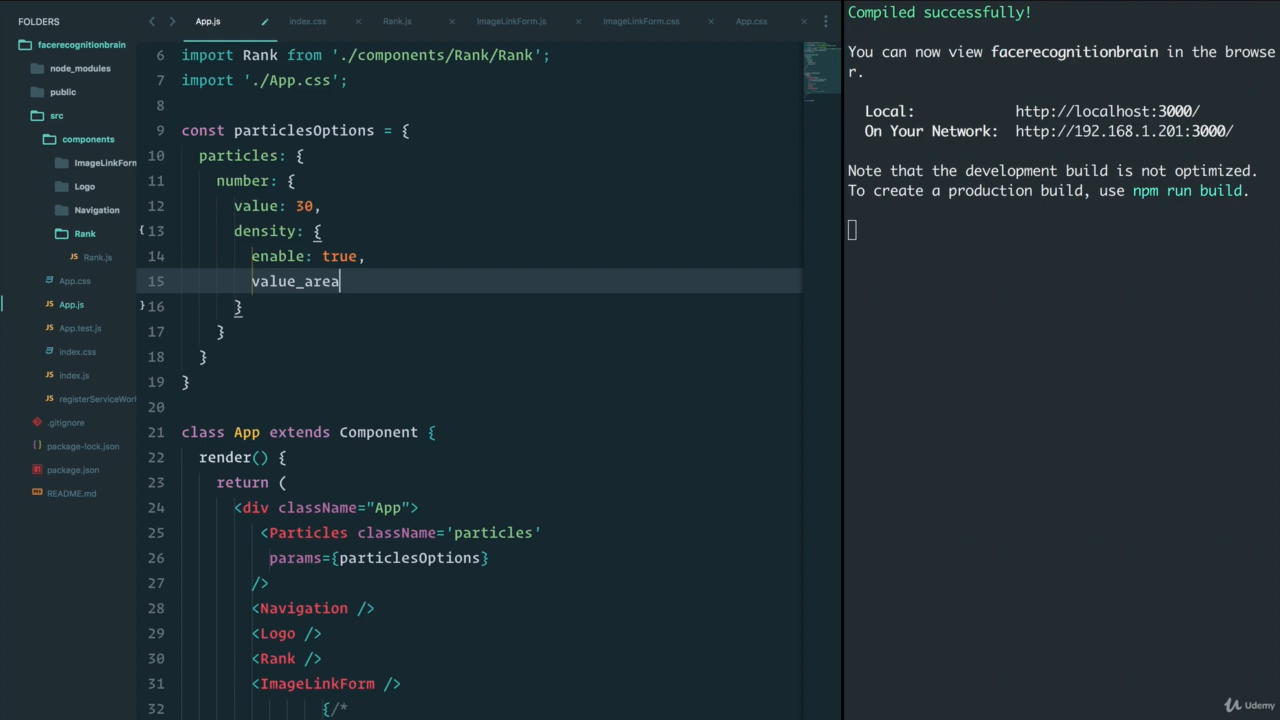 FOLDERS
facerecognitionbrain
node_modules
public
src
components
ImageLinkForm
Logo
Navigation
Rank
JS Rank.js
App.css
JS App.js
JS App.test.js
index.css
JS index.js
JS registerServiceWorl
.gitignore
package-lock.json
package.json
README.md
App.js index.css Rank.js ImageLinkForm.js ImageLinkForm.css App.css
6 import Rank from './components/Rank/Rank';
7 import './App.css';
8
9 const particlesOptions = {
10 particles: {
11 number: {
12 value: 30,
13 density: {
14 enable: true,
15 value_area
16 }
17 }
18 }
19 }
20
21 class App extends Component {
22 render() {
23 return (
24 <div className="App">
25 <Particles className='particles'
26 params={particlesOptions}
27 />
28 <Navigation />
29 <Logo />
30 <Rank />
31 <ImageLinkForm />
32 {/*
Compiled successfully!
You can now view facerecognitionbrain in the browse
r.
Local: http://localhost:3000/
On Your Network: http://192.168.1.201:3000/
Note that the development build is not optimized.
To create a production build, use npm run build.
Udemy